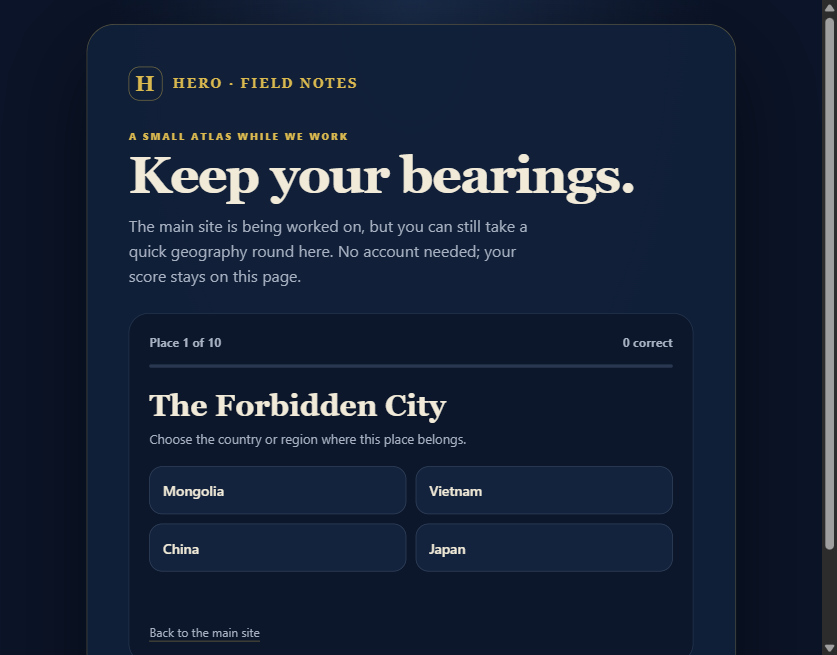 H HERO · FIELD NOTES
A SMALL ATLAS WHILE WE WORK
Keep your bearings.
The main site is being worked on, but you can still take a
quick geography round here. No account needed; your
score stays on this page.
Place 1 of 10 0 correct
The Forbidden City
Choose the country or region where this place belongs.
Mongolia Vietnam
China Japan
Back to the main site